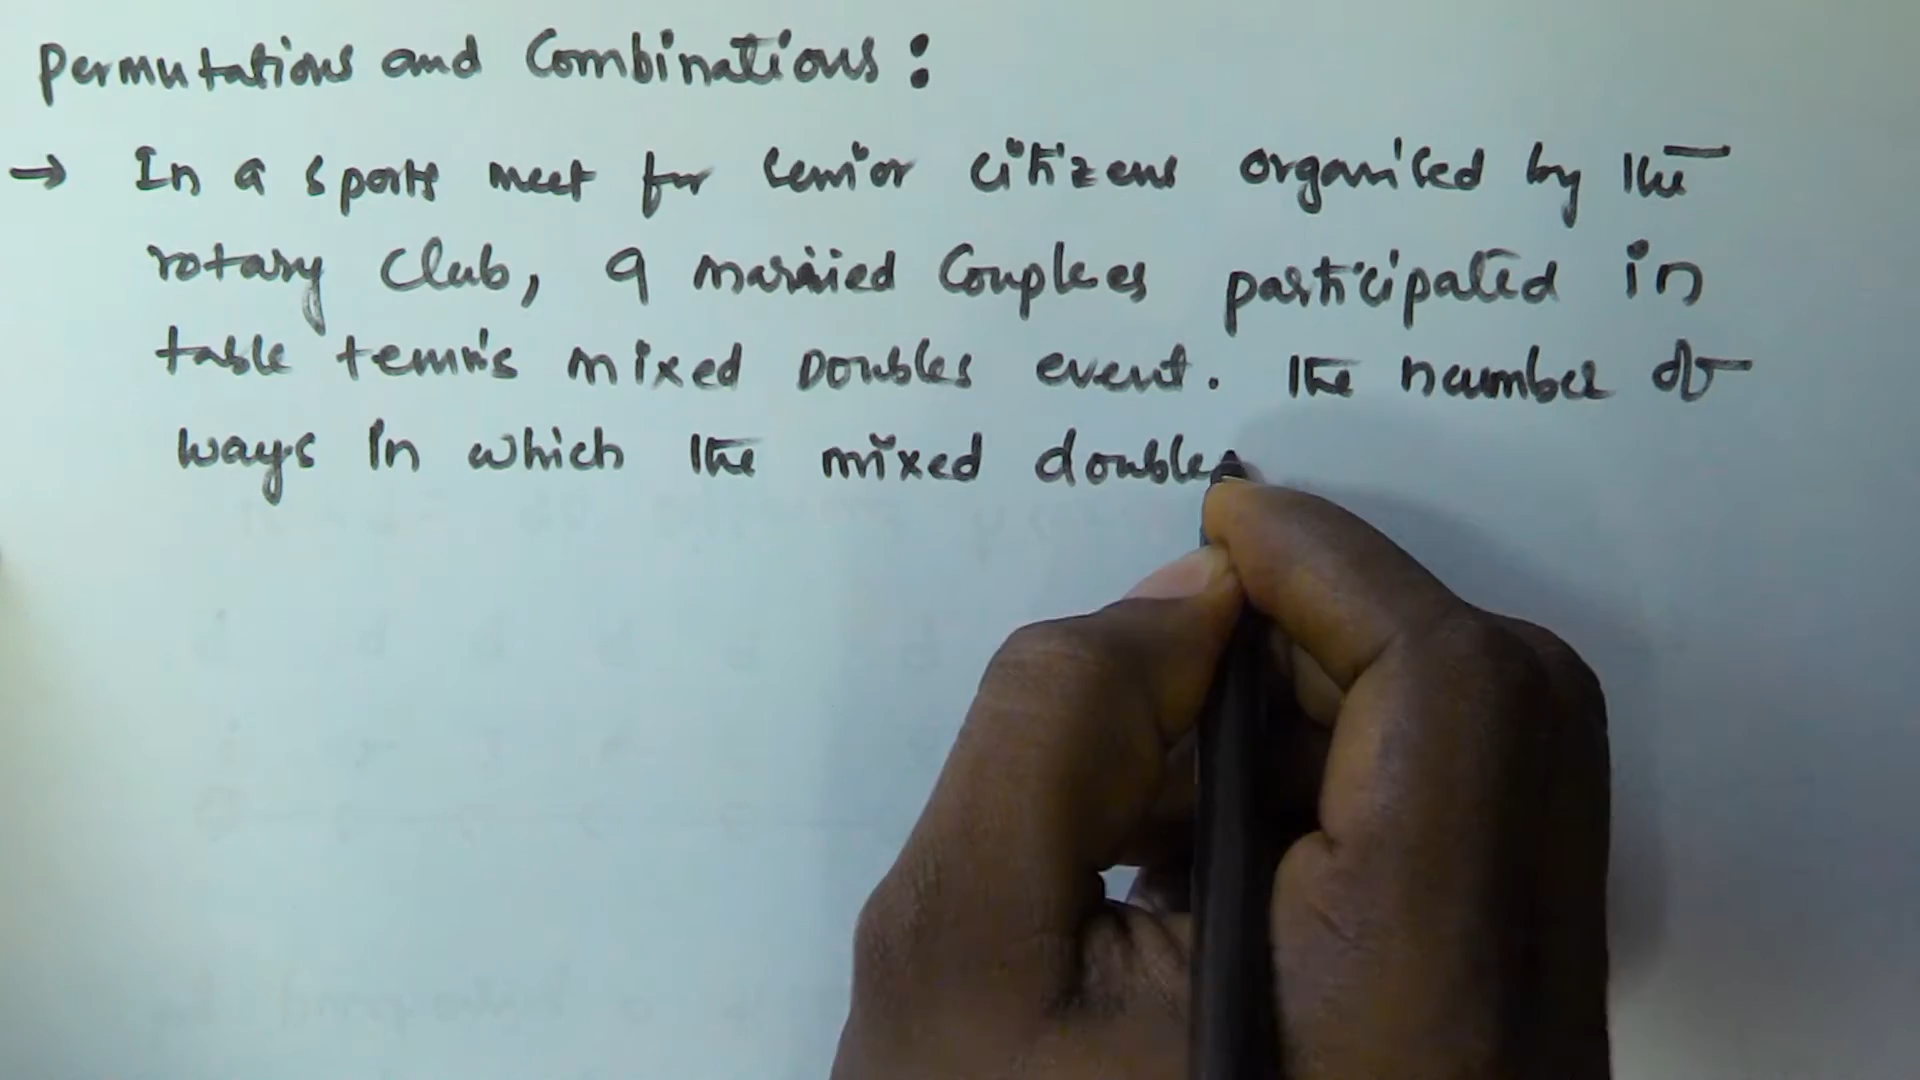 Permutations and Combinations:
→ In a sports meet for senior citizens organised by the
rotary club, 9 married Couples participated in
table tennis mixed Doubles event. The number of
ways in which the mixed doubles